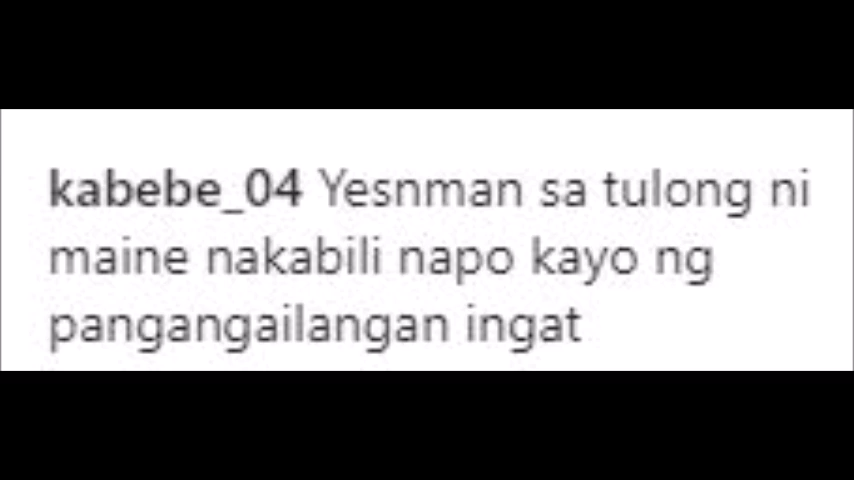 kabebe_04 Yesnman sa tulong ni
maine nakabili napo kayo ng
pangangailangan ingat